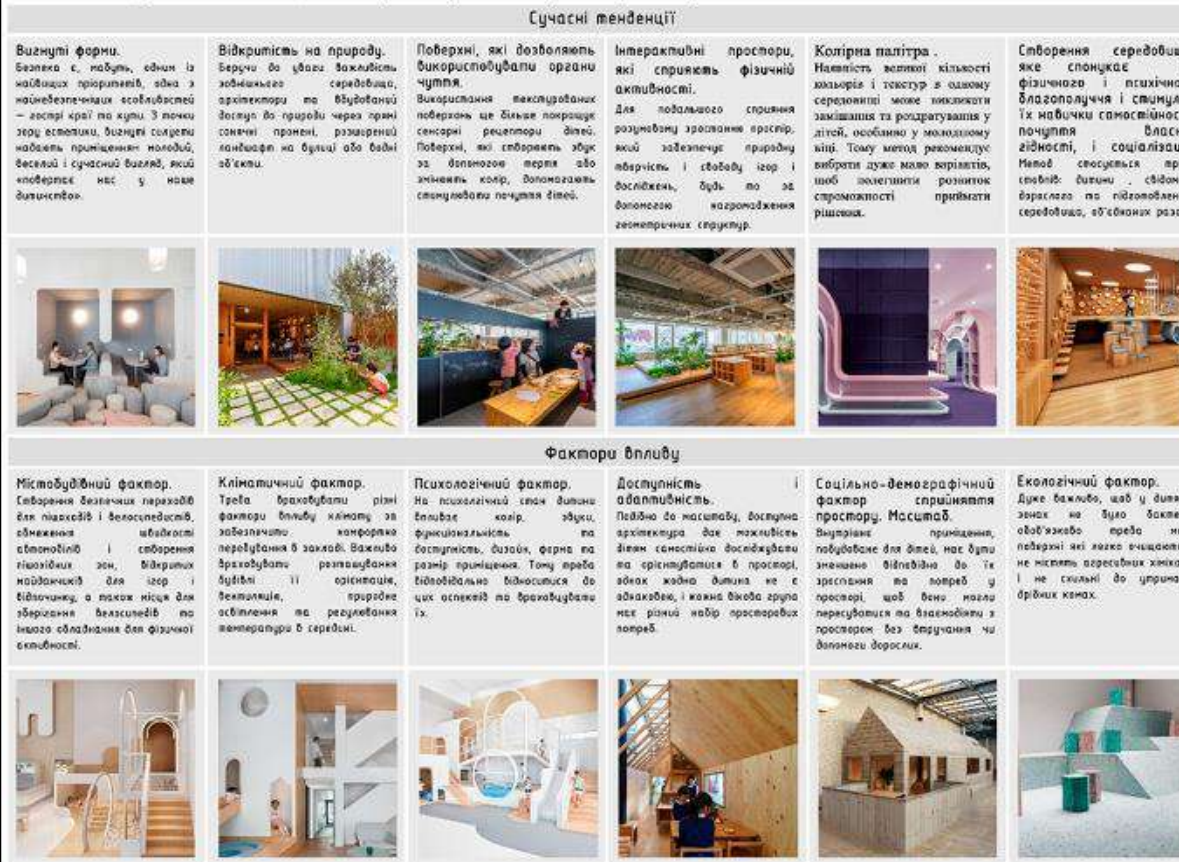 Сучасні тенденції
Вигнуті форми.
Безпека є, мабуть, одним із
найвищих пріоритетів, одна з
найнебезпечніших особливостей
– гострі краї та кути. З точки
зору естетики, вигнуті силуети
надають приміщенням молодий,
веселий і сучасний вигляд, який
«повертає нас у наше
дитинство».
Відкритість на природу.
Беручи до уваги важливість
зовнішнього середовища,
архітектори та вбудований
доступ до природи через прямі
сонячні промені, розширений
ландшафт на вулиці або водні
об'єкти.
Поверхні, які дозволяють
використовувати органи
чуття.
Використання текстурованих
поверхонь ще більше покращує
сенсорні рецептори дітей.
Поверхні, які створюють звук
за допомогою тертя або
змінюють колір, допомагають
стимулювати почуття дітей.
Інтерактивні простори,
які сприяють фізичній
активності.
Для подальшого сприяння
розумовому зростанню простір,
який забезпечує природну
творчість і свободу ігор і
досліджень, будь то за
допомогою нагромадження
геометричних структур.
Колірна палітра .
Наявність великої кількості
кольорів і текстур в одному
середовищі може викликати
замішання та роздратування у
дітей, особливо у молодшому
віці. Тому метод рекомендує
вибрати дуже мало варіантів,
щоб полегшити розвиток
спроможності приймати
рішення.
Створення середовищ
яке спонукає
фізичного і психічно
благополуччя і стимул
їх навички самостійнос
почуття власн
гідності, і соціалізац
Метод стосується тр
стовпів: дитини , свідом
дорослого та підготовлен
середовища, об'єднаних раз
Фактори впливу
Містобудівний фактор.
Створення безпечних переходів
для пішоходів і велосипедистів,
обмеження швидкості
автомобілів і створення
пішохідних зон, відкритих
майданчиків для ігор і
відпочинку, а також місця для
зберігання велосипедів та
іншого обладнання для фізичної
активності.
Кліматичний фактор.
Треба враховувати різні
фактори впливу клімату за
забезпечити комфортне
перебування в закладі. Важливо
враховувати розташування
будівлі її орієнтація,
вентиляція, природне
освітлення та регулювання
температури в середині.
Психологічний фактор.
На психологічний стан дитини
впливає колір, звуки,
функціональність та
доступність, дизайн, форма та
розмір приміщення. Тому треба
відповідально відноситися до
цих аспектів та враховувати
їх.
Доступність і
адаптивність.
Подібно до масштабу, доступна
архітектура дає можливість
дітям самостійно досліджувати
та орієнтуватися в просторі,
однак жодна дитина не є
однаковою, і кожна вікова група
має різний набір просторових
потреб.
Соцільно-демографічний
фактор сприйняття
простору. Масштаб.
Внутрішнє приміщення,
побудоване для дітей, має бути
зменшено відповідно до їх
зростання та потреб у
просторі, щоб вони могли
пересуватися та взаємодіяти з
простором без втручання чи
допомоги дорослих.
Екологічний фактор.
Дуже важливо, щоб у дитя
зонах не було бакте
обов'язково треба м
поверхні які легко очищают
не містять агресивних хіміка
і не схильні до утрима
дрібних комах.